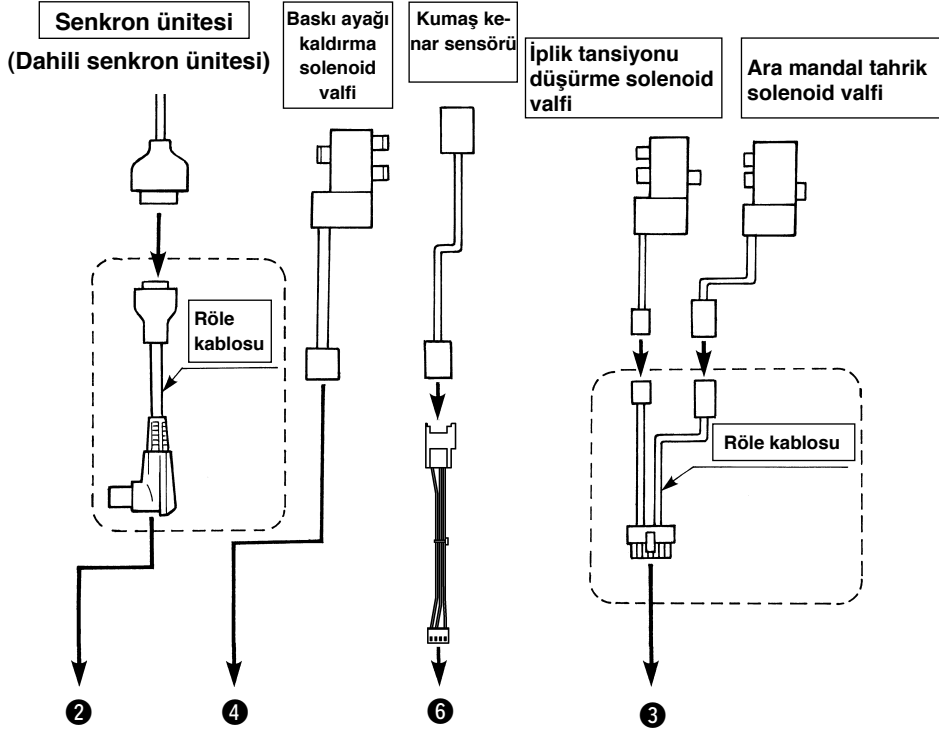 Senkron ünitesi
(Dahili senkron ünitesi)
Baskı ayağı
kaldırma
solenoid
valfi
Kumaş ke-
nar sensörü
İplik tansiyonu
düşürme solenoid
valfi
Ara mandal tahrik
solenoid valfi
Röle
kablosu
Röle kablosu
❷
❹
❻
❸